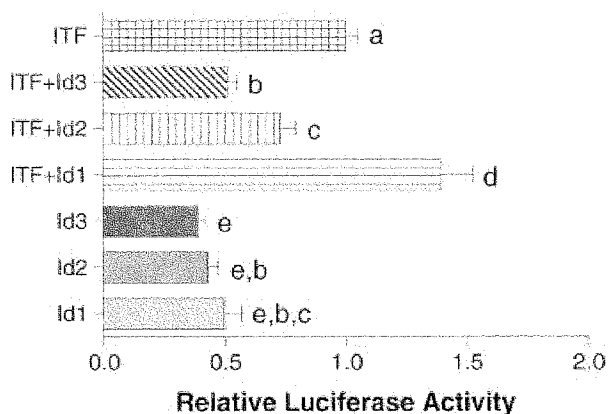 ITF a
ITF+Id3 b
ITF+Id2 c
ITF+Id1 d
Id3 e
Id2 e,b
Id1 e,b,c
0.0 0.5 1.0 1.5 2.0
Relative Luciferase Activity